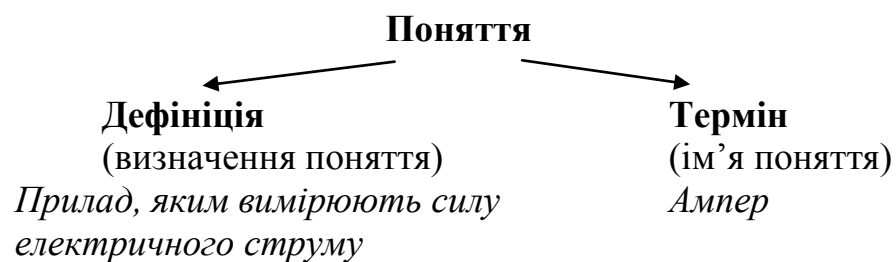 Поняття
Дефініція
(визначення поняття)
Прилад, яким вимірюють силу
електричного струму
Термін
(ім’я поняття)
Ампер